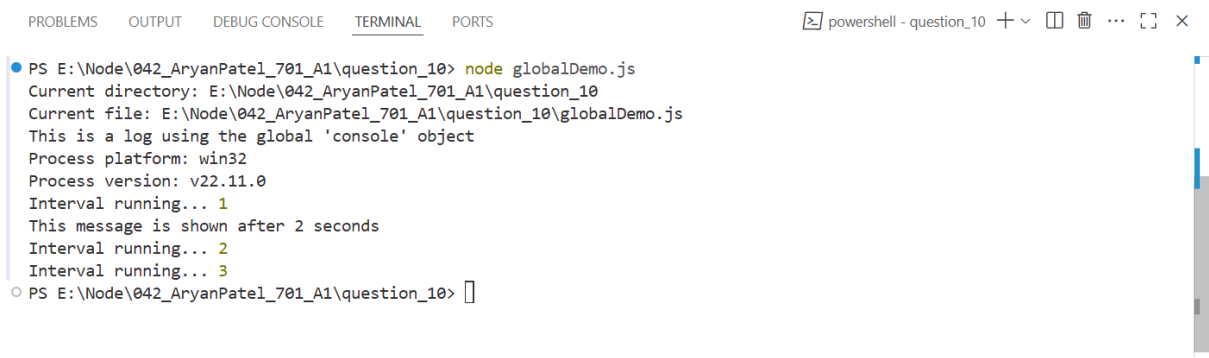 PROBLEMS OUTPUT DEBUG CONSOLE TERMINAL PORTS powershell - question_10
PS E:\Node\042_AryanPatel_701_A1\question_10> node globalDemo.js
Current directory: E:\Node\042_AryanPatel_701_A1\question_10
Current file: E:\Node\042_AryanPatel_701_A1\question_10\globalDemo.js
This is a log using the global 'console' object
Process platform: win32
Process version: v22.11.0
Interval running... 1
This message is shown after 2 seconds
Interval running... 2
Interval running... 3
PS E:\Node\042_AryanPatel_701_A1\question_10>